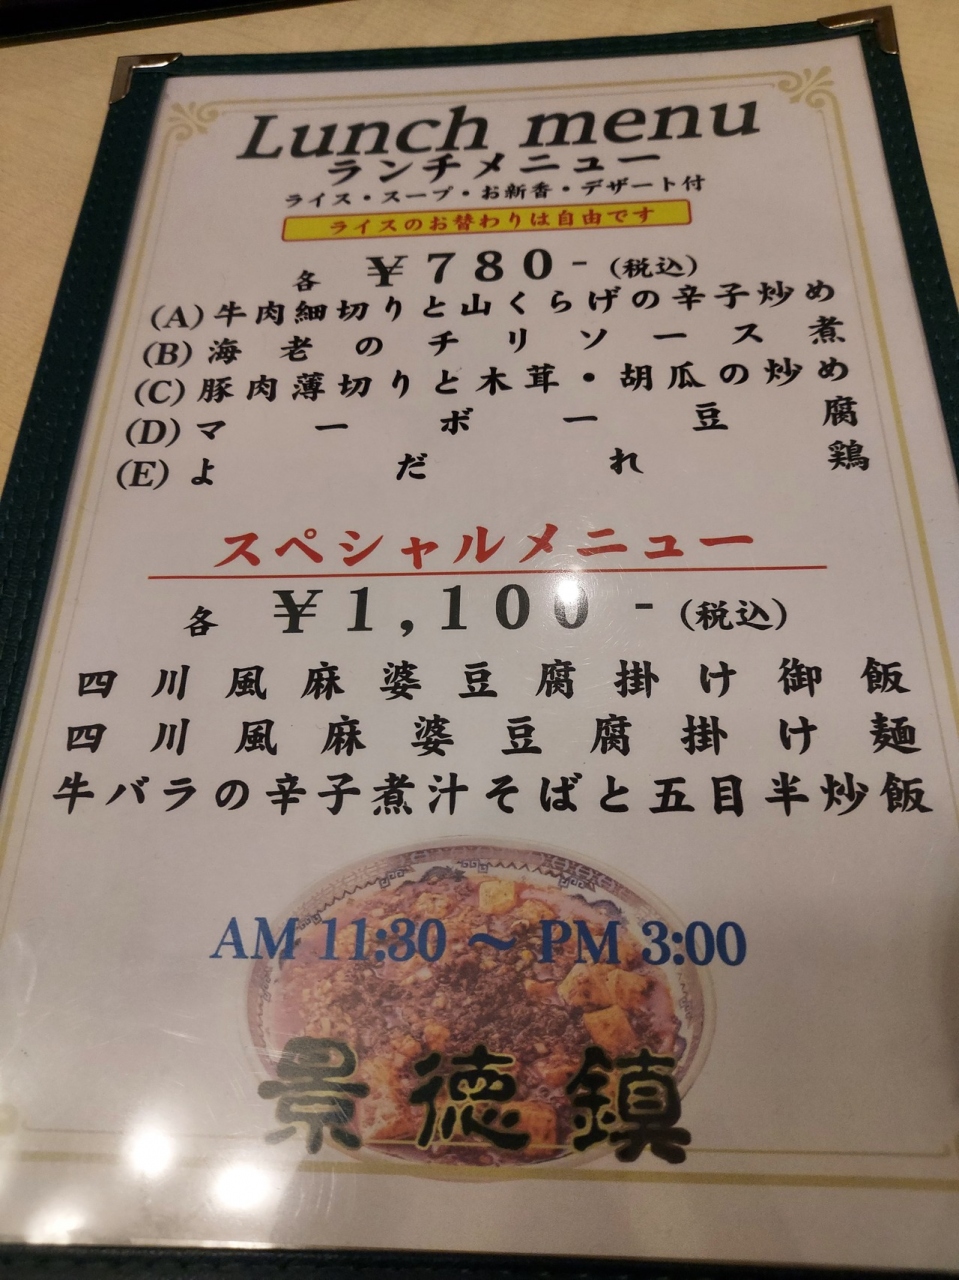 Lunch menu
ランチメニュー
ライス・スープ・お新香・デザート付
ライスのお替わりは自由です
各 ￥780-（税込）
(A)牛肉細切りと山くらげの辛子炒め
(B)海老のチリソース煮
(C)豚肉薄切りと木茸・胡瓜の炒め
(D)マーボー豆腐
(E)よだれ鶏
スペシャルメニュー
各 ￥1,100-（税込）
四川風麻婆豆腐掛け御飯
四川風麻婆豆腐掛け麺
牛バラの辛子煮汁そばと五目半炒飯
AM 11:30 ～ PM 3:00
景徳鎮